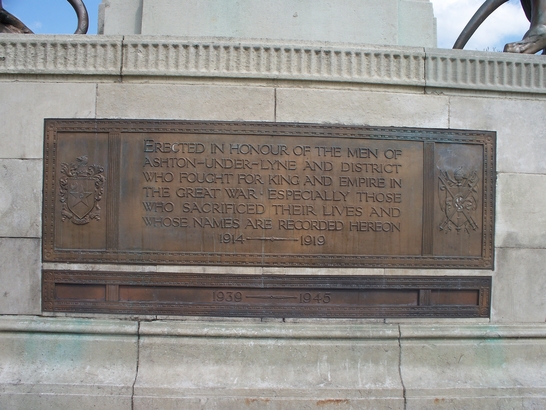 ERECTED IN HONOUR OF THE MEN OF
ASHTON-UNDER-LYNE AND DISTRICT
WHO FOUGHT FOR KING AND EMPIRE IN
THE GREAT WAR · ESPECIALLY THOSE
WHO SACRIFICED THEIR LIVES AND
WHOSE NAMES ARE RECORDED HEREON
1914 — 1919
1939 — 1945